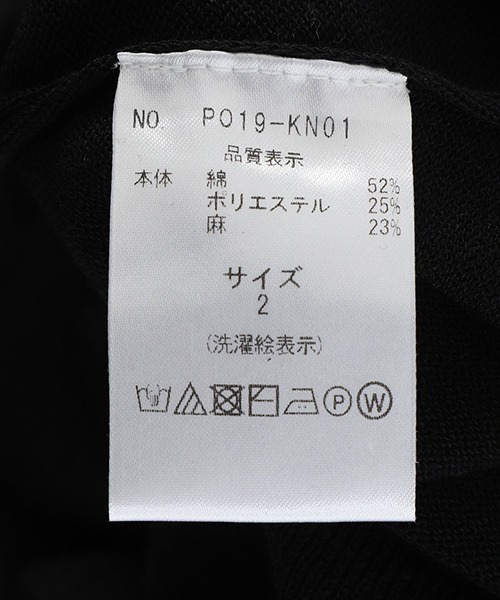 NO. PO19-KN01
品質表示
本体 綿 52%
ポリエステル 25%
麻 23%
サイズ
2
(洗濯絵表示)
P W